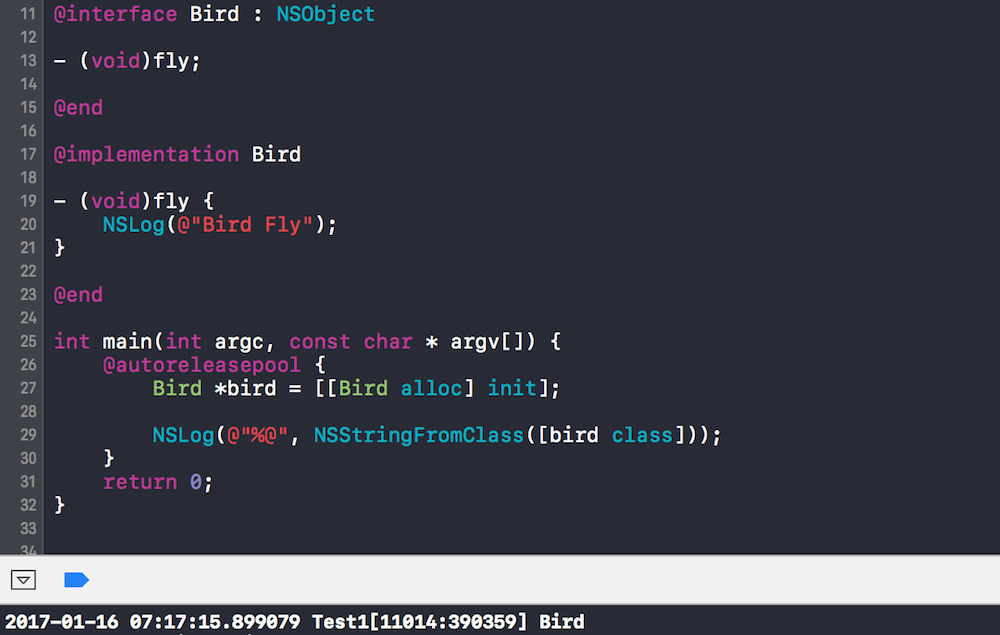 11 @interface Bird : NSObject
12
13 - (void)fly;
14
15 @end
16
17 @implementation Bird
18
19 - (void)fly {
20     NSLog(@"Bird Fly");
21 }
22
23 @end
24
25 int main(int argc, const char * argv[]) {
26     @autoreleasepool {
27         Bird *bird = [[Bird alloc] init];
28
29         NSLog(@"%@", NSStringFromClass([bird class]));
30     }
31     return 0;
32 }
33
34
2017-01-16 07:17:15.899079 Test1[11014:390359] Bird